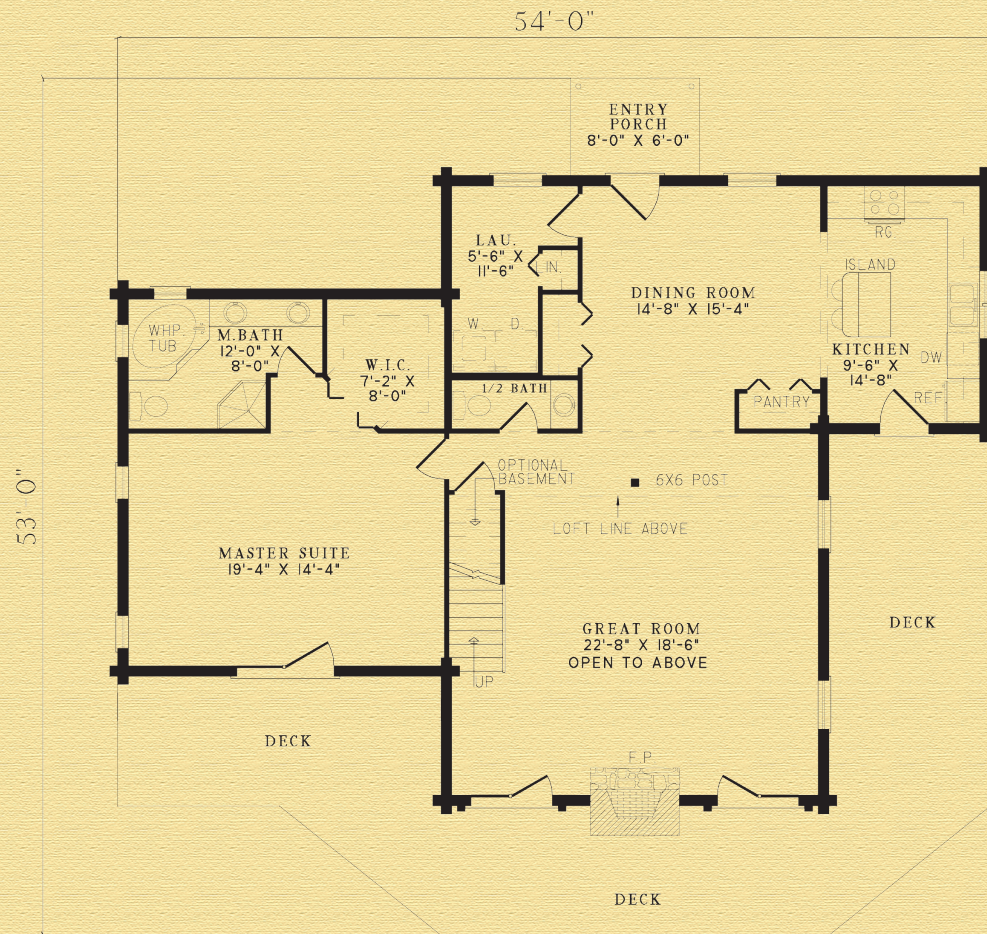 54'-0"
ENTRY
PORCH
8'-0" X 6'-0"
LAU.
5'-6" X
11'-6"
LIN.
RG.
ISLAND
DINING ROOM
14'-8" X 15'-4"
WHP.
TUB
M.BATH
12'-0" X
8'-0"
W
D
W.I.C.
7'-2" X
8'-0"
KITCHEN
9'-6" X
14'-8"
DW
REF
1/2 BATH
PANTRY
OPTIONAL
BASEMENT
6X6 POST
LOFT LINE ABOVE
53'-0"
MASTER SUITE
19'-4" X 14'-4"
GREAT ROOM
22'-8" X 18'-6"
OPEN TO ABOVE
DECK
UP
DECK
F.P
DECK